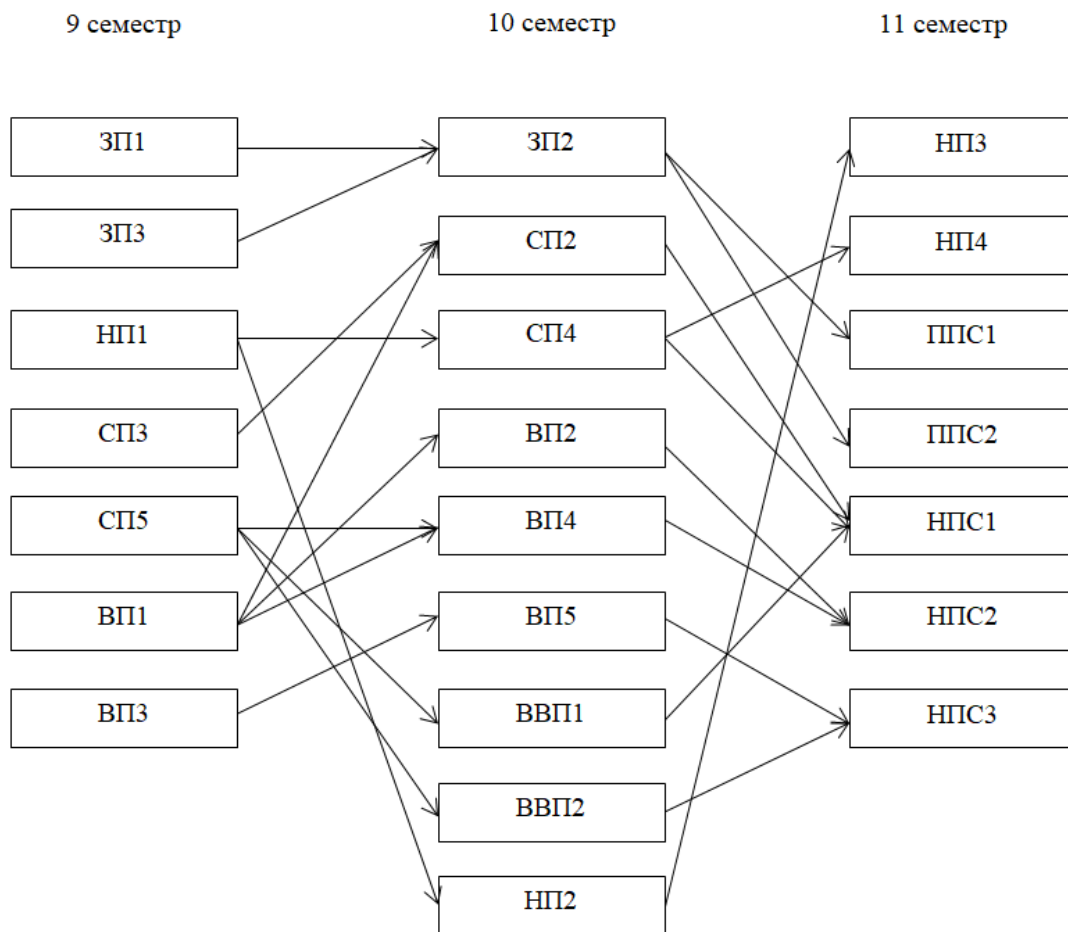 9 семестр 10 семестр 11 семестр
ЗП1 ЗП2 НП3
ЗП3 СП2 НП4
НП1 СП4 ППС1
СП3 ВП2 ППС2
СП5 ВП4 НПС1
ВП1 ВП5 НПС2
ВП3 ВВП1 НПС3
ВВП2
НП2